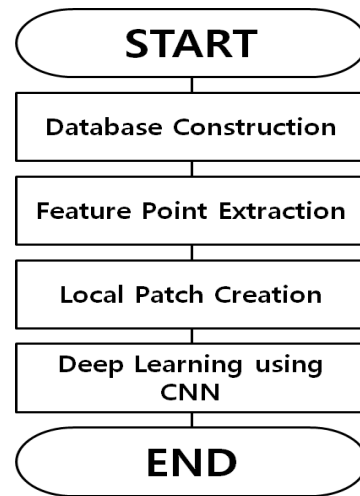 START
Database Construction
Feature Point Extraction
Local Patch Creation
Deep Learning using
CNN
END